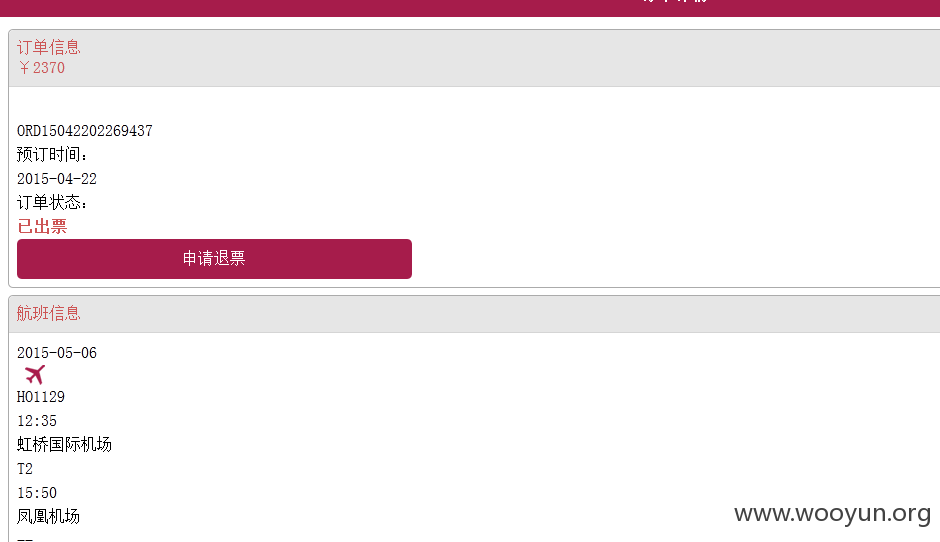 订单信息
￥2370
ORD15042202269437
预订时间：
2015-04-22
订单状态：
已出票
申请退票
航班信息
2015-05-06
HO1129
12:35
虹桥国际机场
T2
15:50
凤凰机场
www.wooyun.org